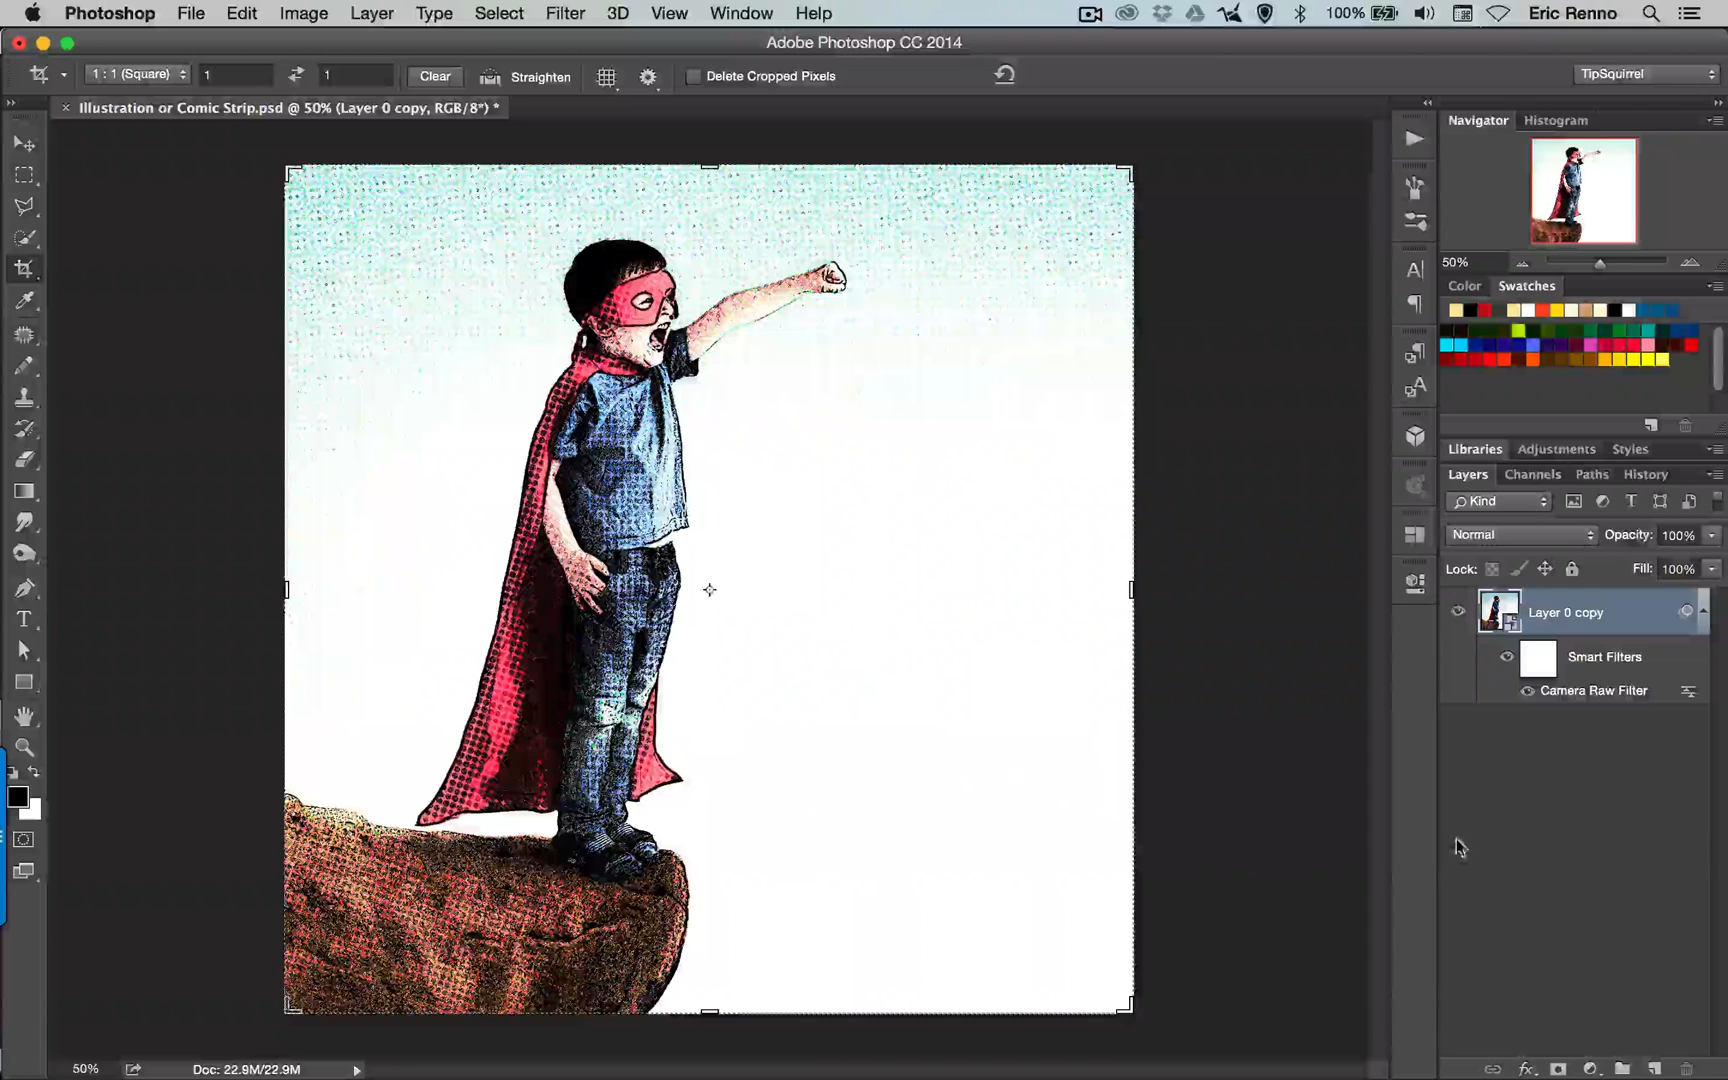 Photoshop File Edit Image Layer Type Select Filter 3D View Window Help 100% Eric Renno
Adobe Photoshop CC 2014
1 : 1 (Square) 1 1 Clear Straighten Delete Cropped Pixels TipSquirrel
× Illustration or Comic Strip.psd @ 50% (Layer 0 copy, RGB/8*) *
Navigator Histogram
50%
Color Swatches
Libraries Adjustments Styles
Layers Channels Paths History
Kind
Normal Opacity: 100%
Lock: Fill: 100%
Layer 0 copy
Smart Filters
Camera Raw Filter
50% Doc: 22.9M/22.9M